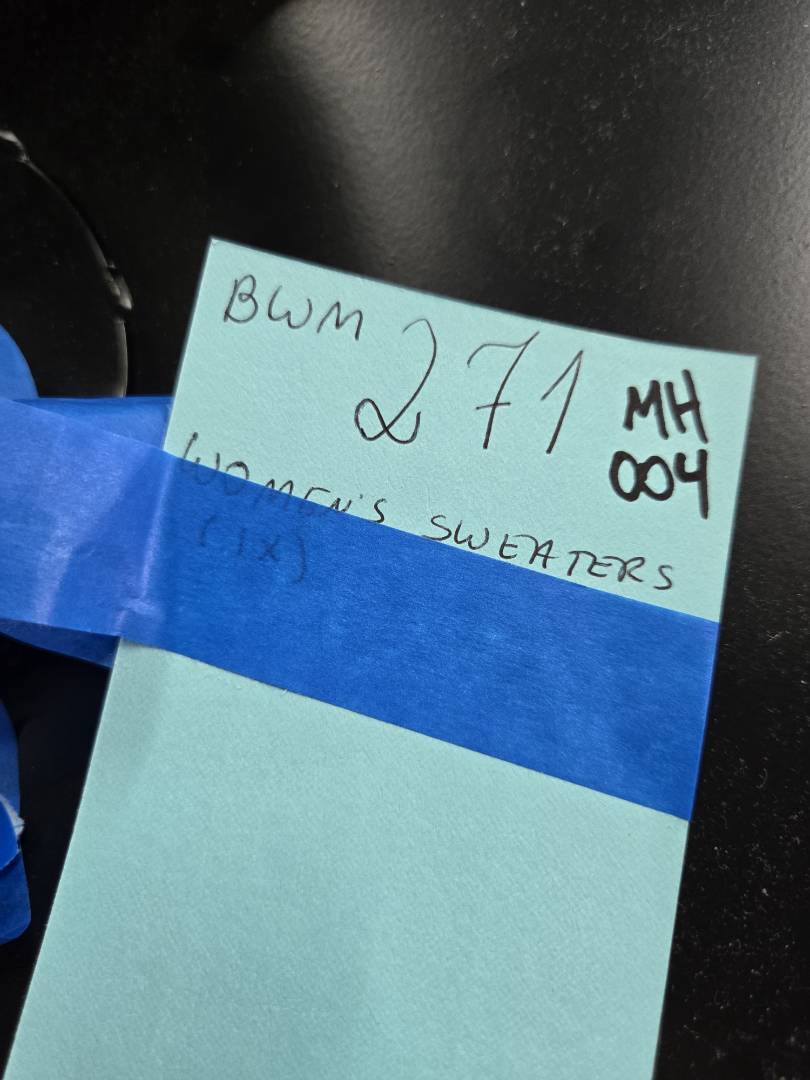 BWM 271 MH
004
WOMEN'S SWEATERS
(1X)